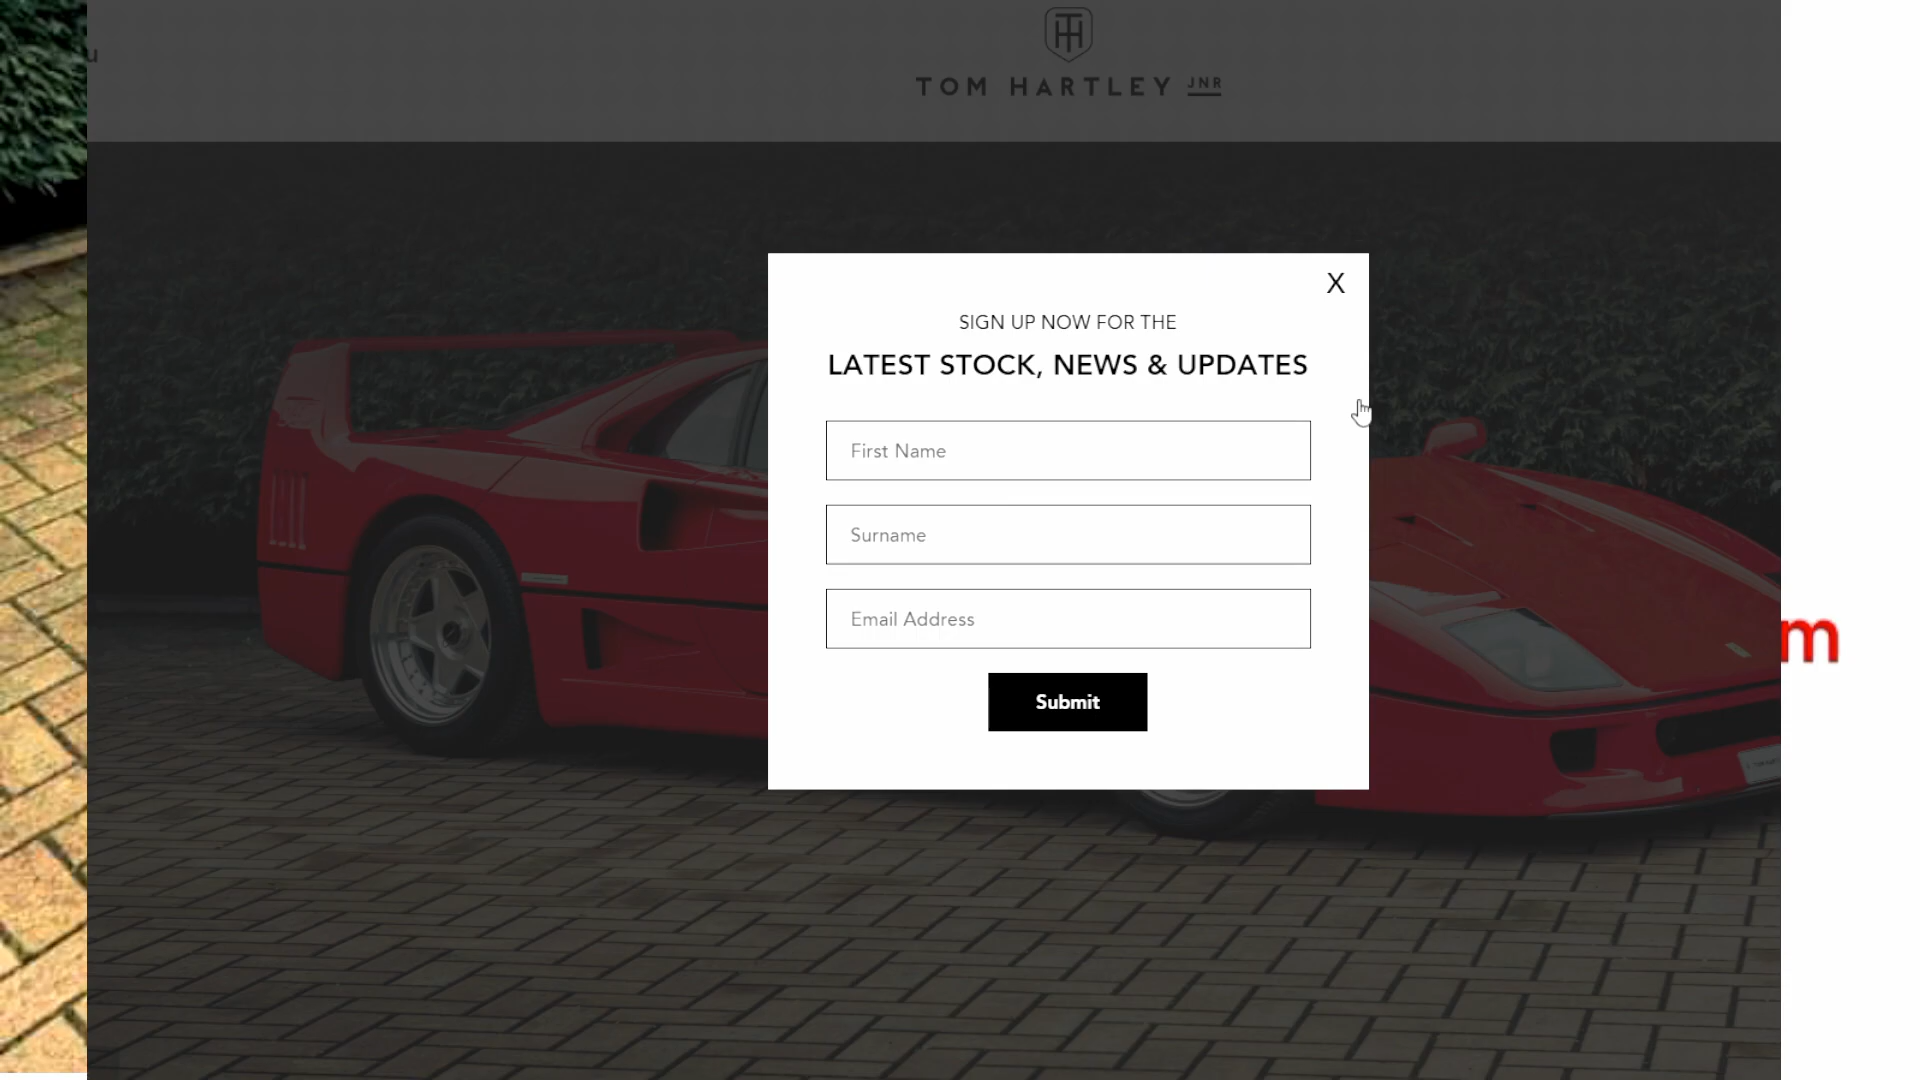 u
TOM HARTLEY JNR
X
SIGN UP NOW FOR THE
LATEST STOCK, NEWS & UPDATES
First Name
Surname
Email Address
Submit
m